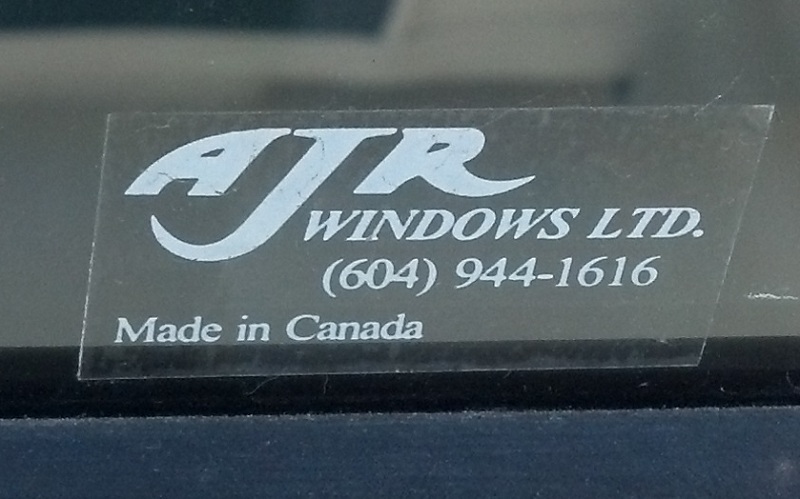 AJR
WINDOWS LTD.
(604) 944-1616
Made in Canada